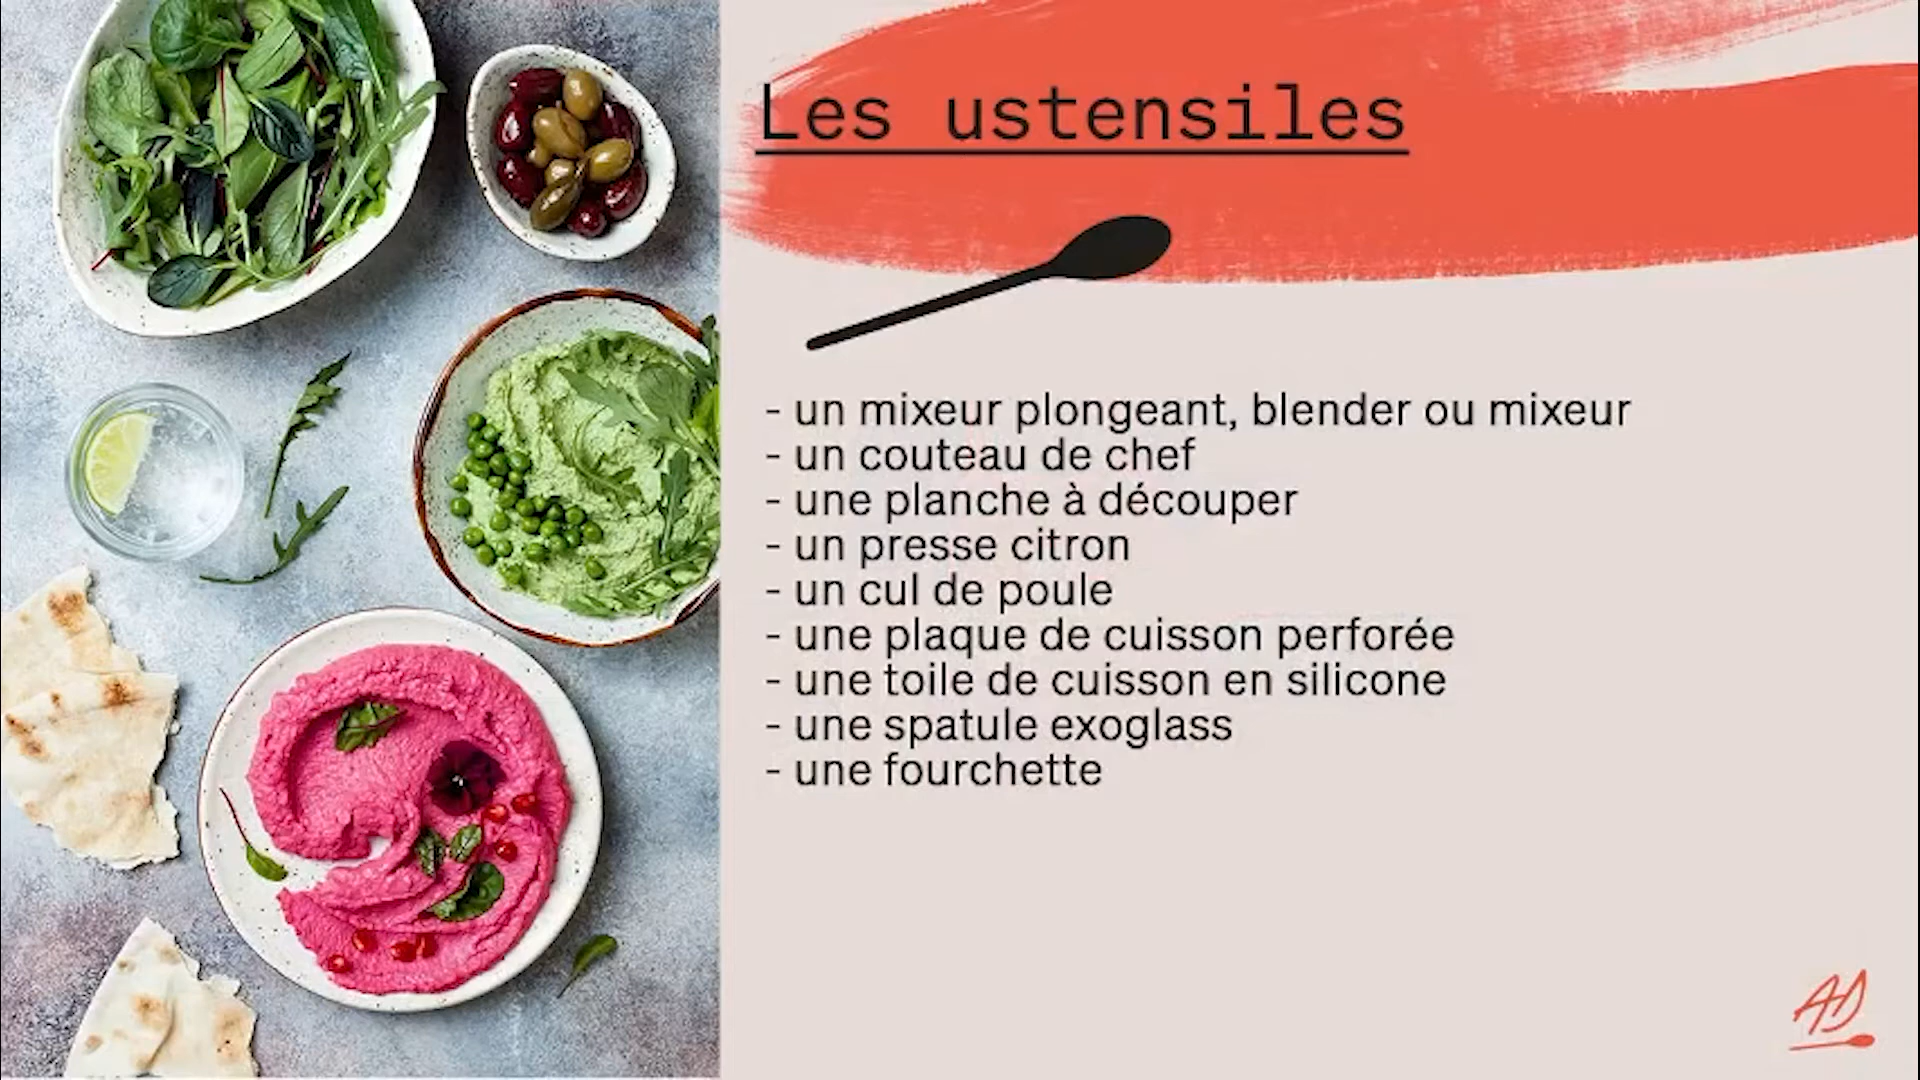 Les ustensiles
- un mixeur plongeant, blender ou mixeur
- un couteau de chef
- une planche à découper
- un presse citron
- un cul de poule
- une plaque de cuisson perforée
- une toile de cuisson en silicone
- une spatule exoglass
- une fourchette
AD